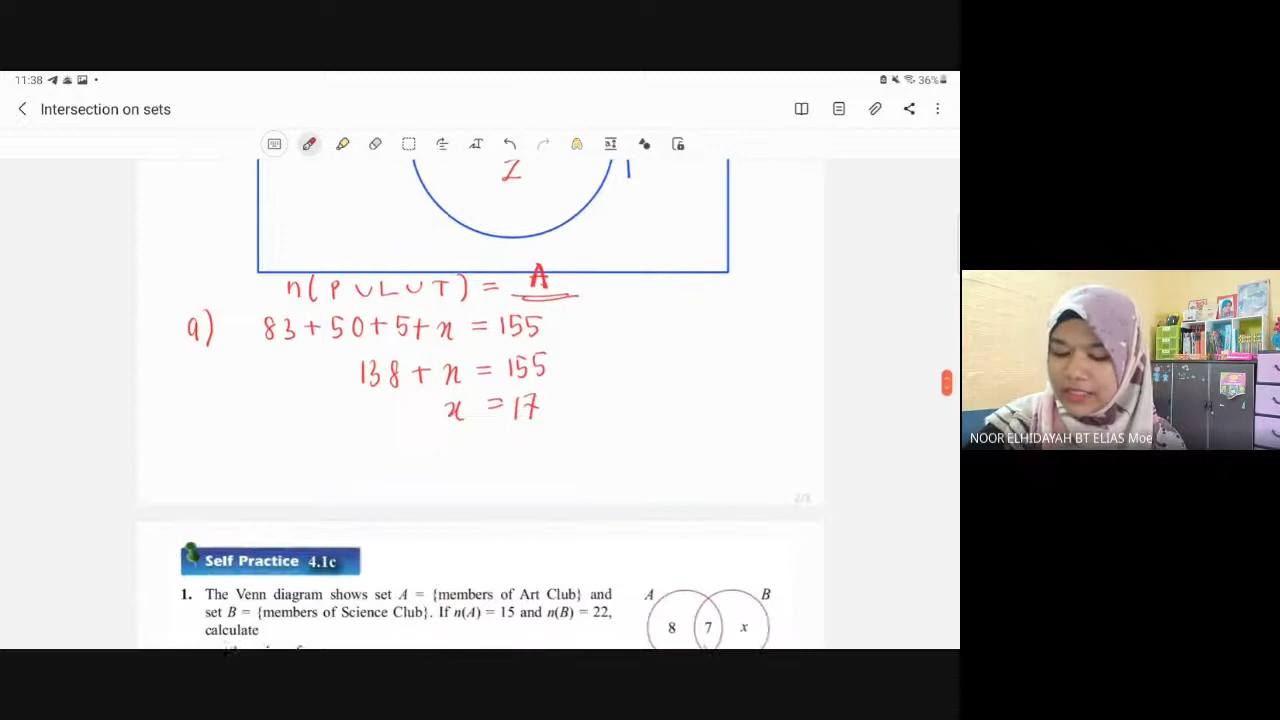 11:38
36%
Intersection on sets
n(P ∪ L ∪ T) = A
a) 83 + 50 + 5 + x = 155
138 + x = 155
x = 17
2/3
Self Practice 4.1c
1. The Venn diagram shows set A = {members of Art Club} and
set B = {members of Science Club}. If n(A) = 15 and n(B) = 22,
calculate
A B
8 7 x
NOOR ELHIDAYAH BT ELIAS Moe